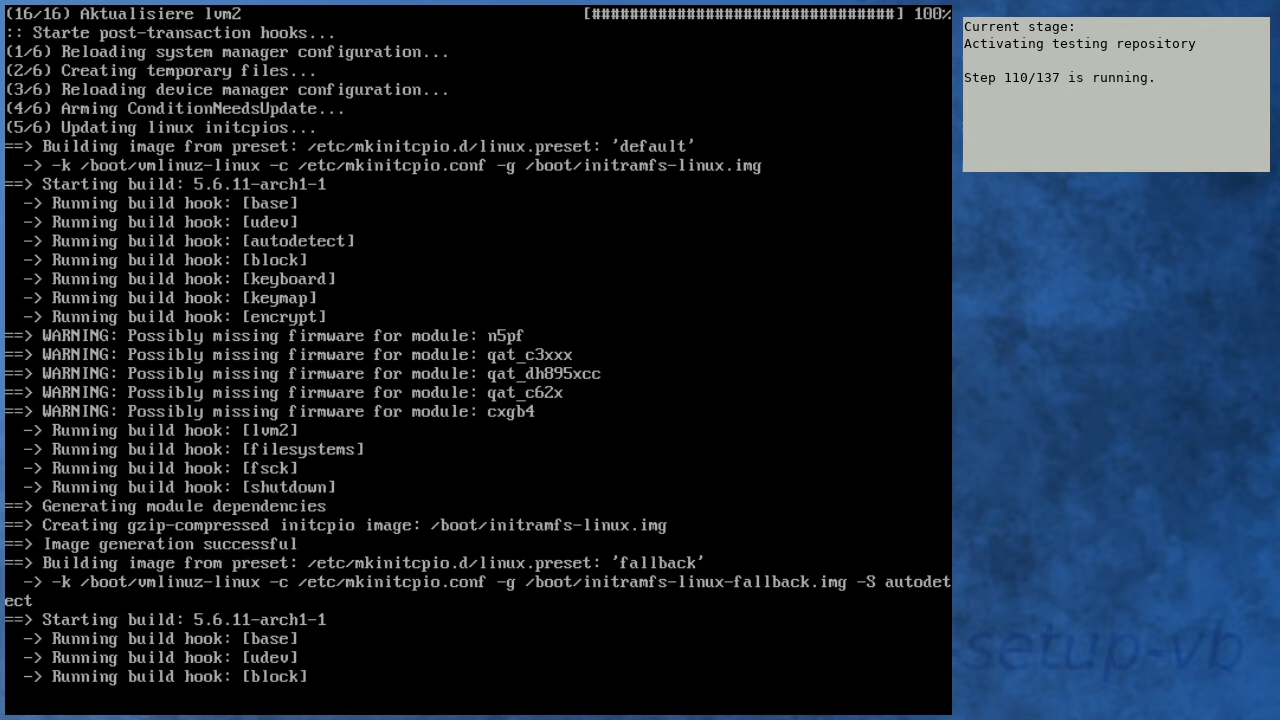 (16/16) Aktualisiere lvm2 [################################] 100%
:: Starte post-transaction hooks...
(1/6) Reloading system manager configuration...
(2/6) Creating temporary files...
(3/6) Reloading device manager configuration...
(4/6) Arming ConditionNeedsUpdate...
(5/6) Updating linux initcpios...
==> Building image from preset: /etc/mkinitcpio.d/linux.preset: 'default'
  -> -k /boot/vmlinuz-linux -c /etc/mkinitcpio.conf -g /boot/initramfs-linux.img
==> Starting build: 5.6.11-arch1-1
  -> Running build hook: [base]
  -> Running build hook: [udev]
  -> Running build hook: [autodetect]
  -> Running build hook: [block]
  -> Running build hook: [keyboard]
  -> Running build hook: [keymap]
  -> Running build hook: [encrypt]
==> WARNING: Possibly missing firmware for module: n5pf
==> WARNING: Possibly missing firmware for module: qat_c3xxx
==> WARNING: Possibly missing firmware for module: qat_dh895xcc
==> WARNING: Possibly missing firmware for module: qat_c62x
==> WARNING: Possibly missing firmware for module: cxgb4
  -> Running build hook: [lvm2]
  -> Running build hook: [filesystems]
  -> Running build hook: [fsck]
  -> Running build hook: [shutdown]
==> Generating module dependencies
==> Creating gzip-compressed initcpio image: /boot/initramfs-linux.img
==> Image generation successful
==> Building image from preset: /etc/mkinitcpio.d/linux.preset: 'fallback'
  -> -k /boot/vmlinuz-linux -c /etc/mkinitcpio.conf -g /boot/initramfs-linux-fallback.img -S autodet
ect
==> Starting build: 5.6.11-arch1-1
  -> Running build hook: [base]
  -> Running build hook: [udev]
  -> Running build hook: [block]
Current stage:
Activating testing repository
Step 110/137 is running.
setup-vb